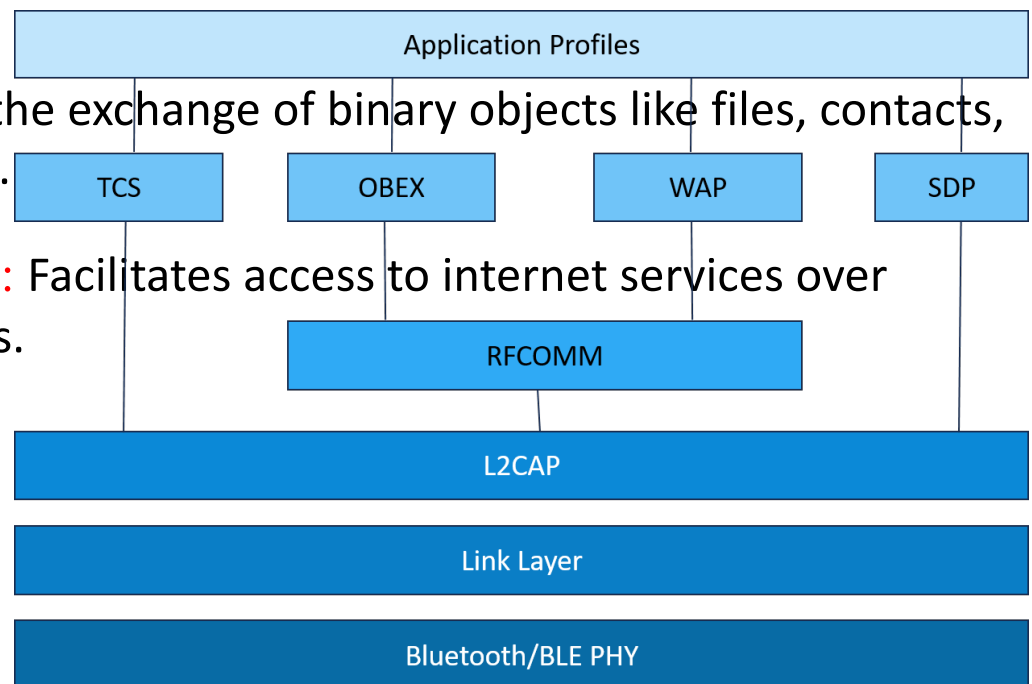 Application Profiles
the exchange of binary objects like files, contacts,
.
TCS OBEX WAP SDP
: Facilitates access to internet services over
s.
RFCOMM
L2CAP
Link Layer
Bluetooth/BLE PHY